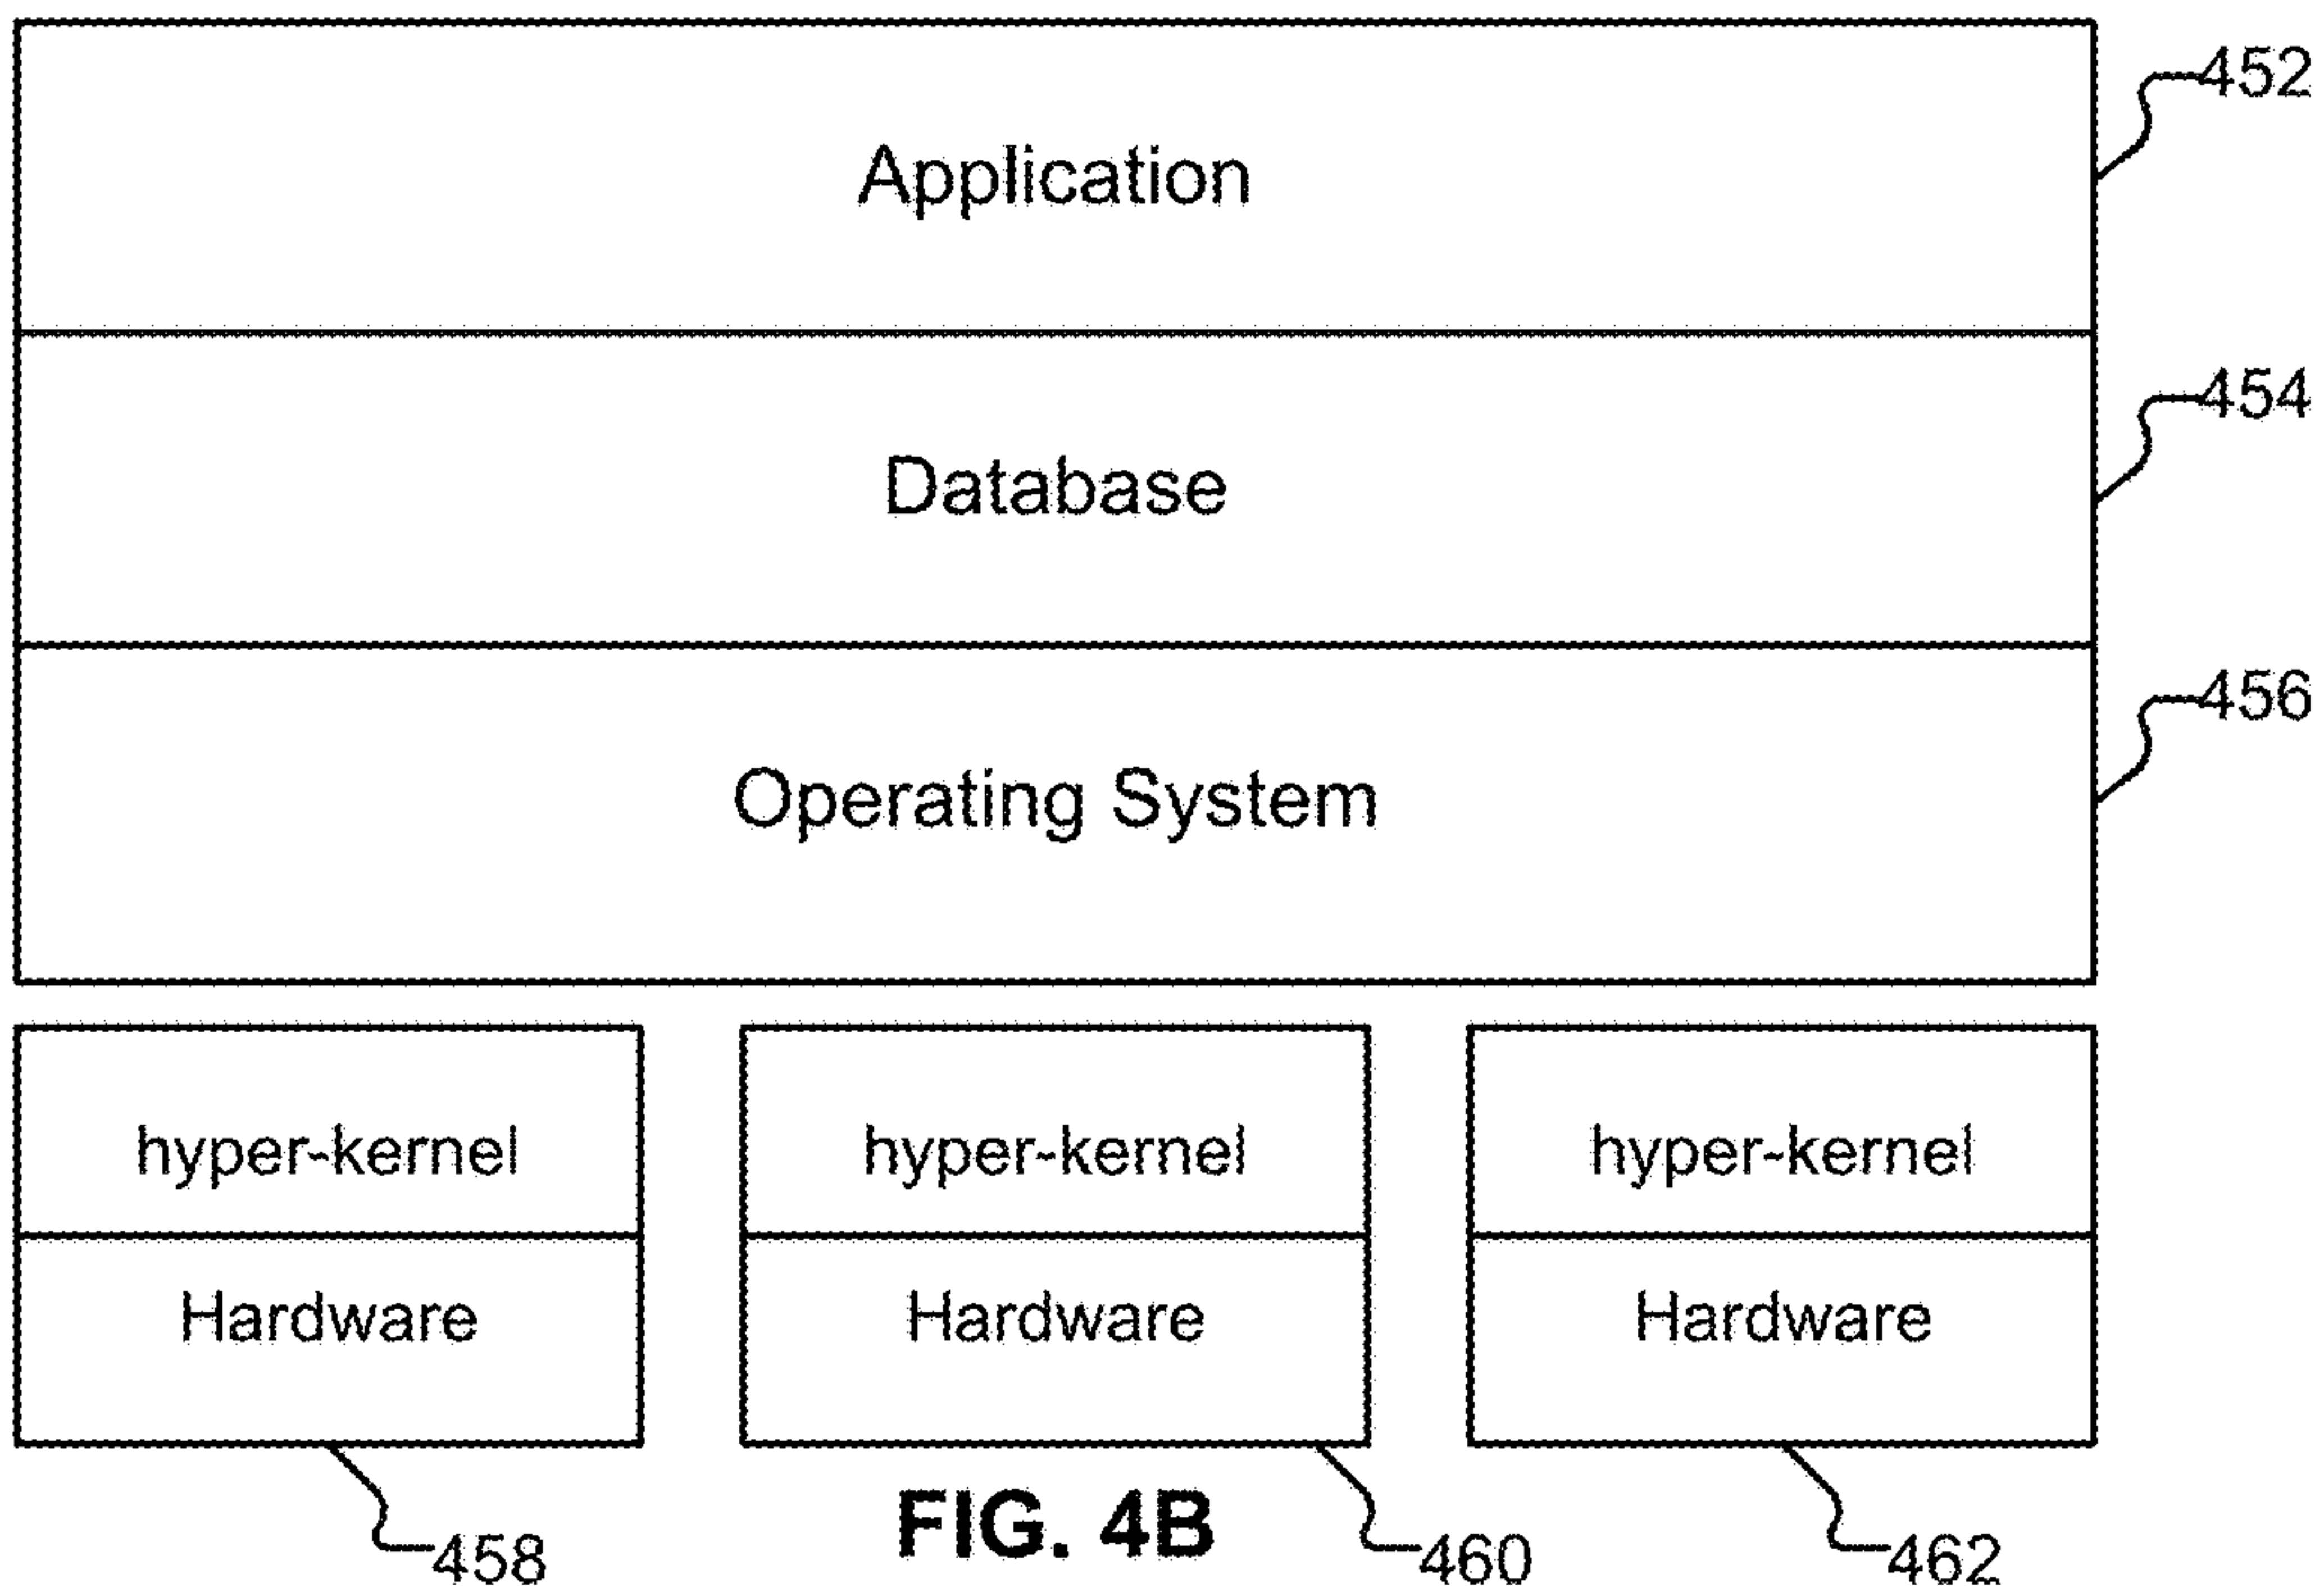 452
Application
454
Database
456
Operating System
hyper-kernel hyper-kernel hyper-kernel
Hardware Hardware Hardware
458 FIG. 4B 460 462